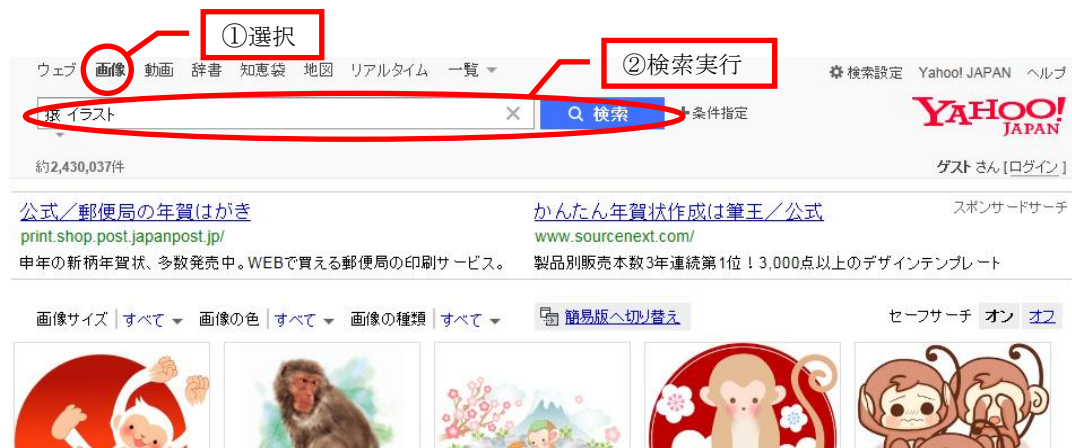 ①選択
ウェブ 画像 動画 辞書 知恵袋 地図 リアルタイム 一覧
②検索実行
検索設定 Yahoo! JAPAN ヘルプ
猿 イラスト
検索
条件指定
YAHOO!
JAPAN
約2,430,037件
ゲスト さん [ログイン]
公式／郵便局の年賀はがき
print.shop.post.japanpost.jp/
申年の新柄年賀状、多数発売中。WEBで買える郵便局の印刷サービス。
かんたん年賀状作成は筆王／公式
www.sourcenext.com/
製品別販売本数3年連続第1位！3,000点以上のデザインテンプレート
スポンサードサーチ
画像サイズ | すべて 画像の色 | すべて 画像の種類 | すべて
簡易版へ切り替え
セーフサーチ オン オフ